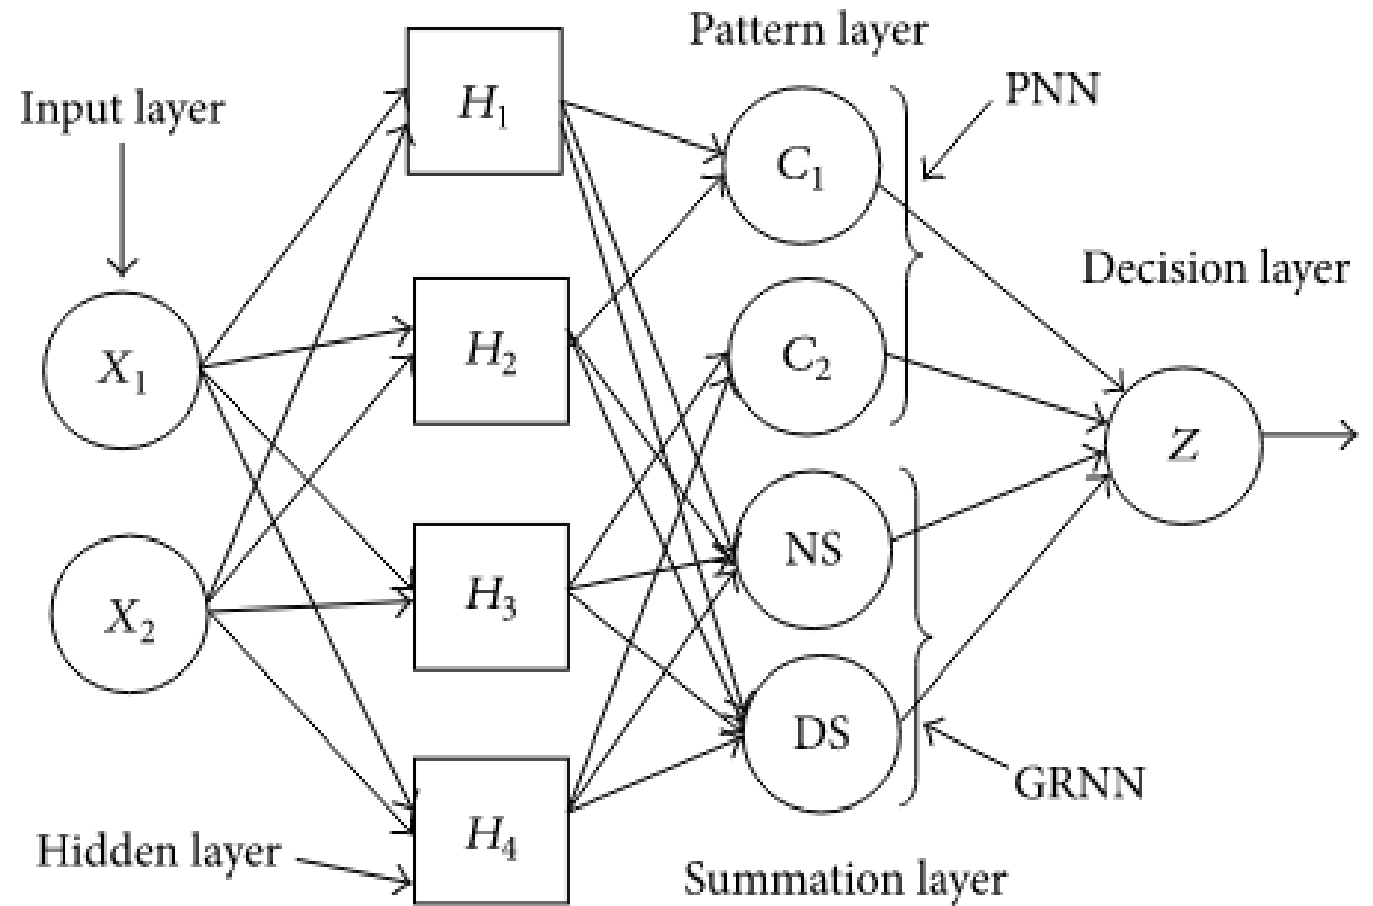 Pattern layer
PNN
Input layer
H₁
C₁
Decision layer
X₁
H₂
C₂
Z
NS
X₂
H₃
DS
GRNN
H₄
Hidden layer
Summation layer